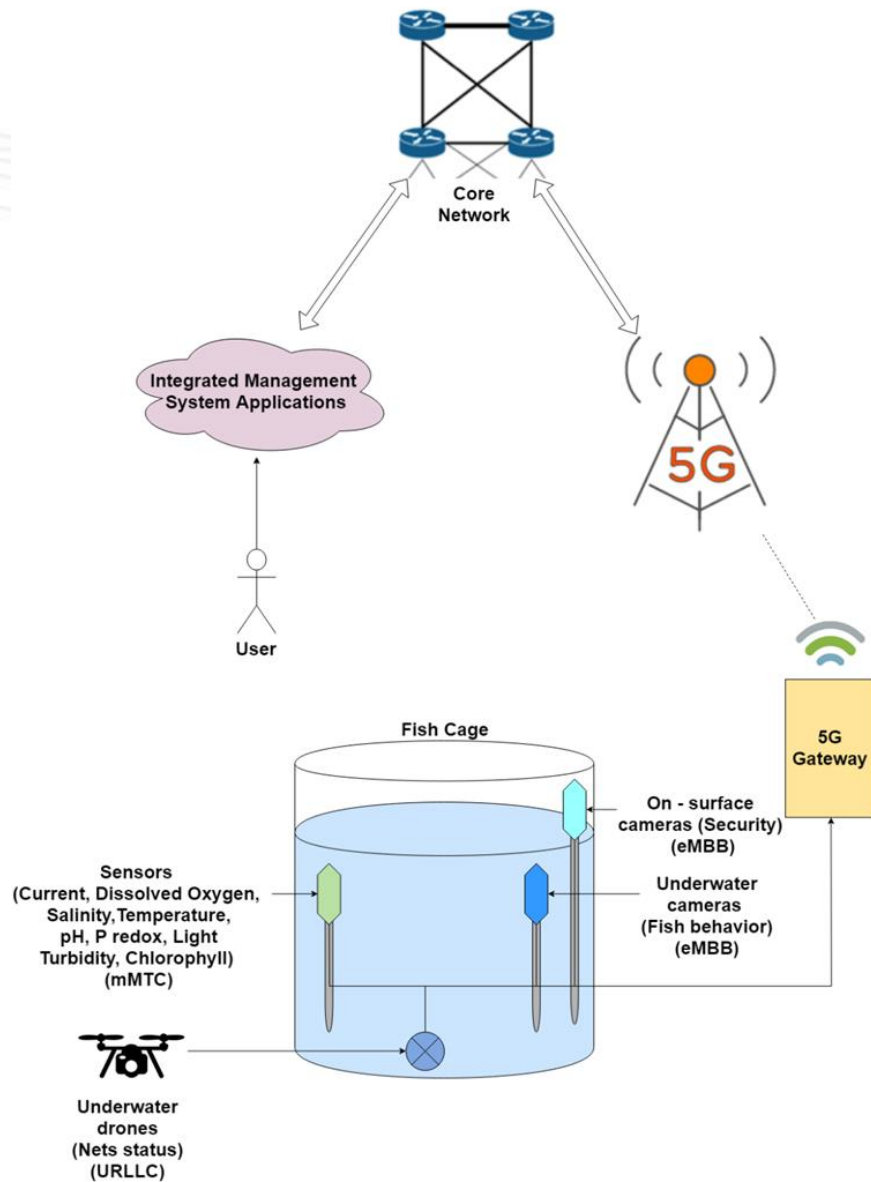 Core
Network
Integrated Management
System Applications
5G
User
Fish Cage
5G
Gateway
On - surface
cameras (Security)
(eMBB)
Sensors
(Current, Dissolved Oxygen,
Salinity,Temperature,
pH, P redox, Light
Turbidity, Chlorophyll)
(mMTC)
Underwater
cameras
(Fish behavior)
(eMBB)
Underwater
drones
(Nets status)
(URLLC)